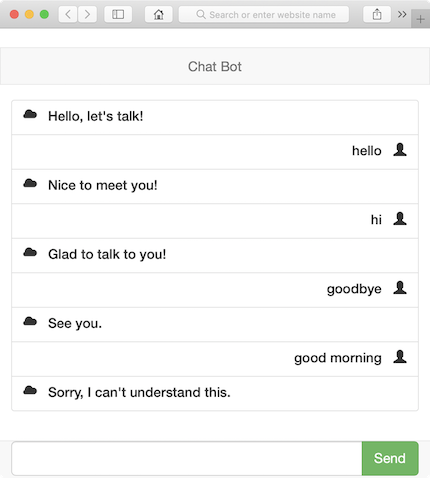 Search or enter website name
Chat Bot
Hello, let's talk!
hello
Nice to meet you!
hi
Glad to talk to you!
goodbye
See you.
good morning
Sorry, I can't understand this.
Send